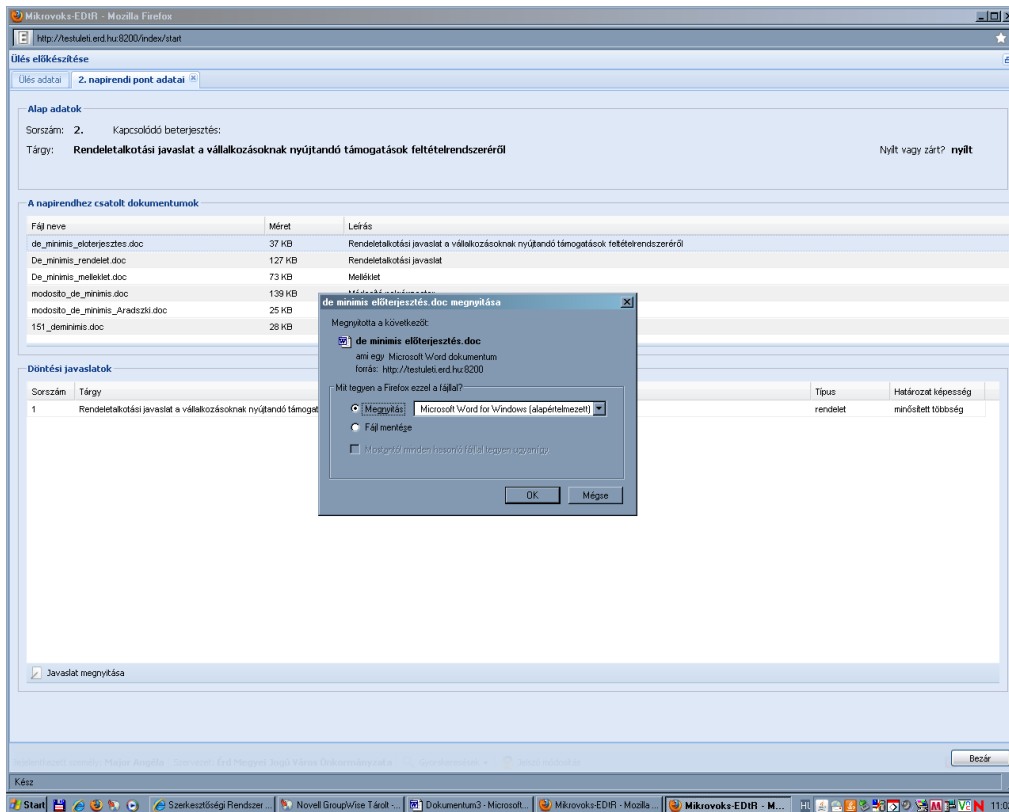 Mikrovoks-EDtR - Mozilla Firefox
http://testuleti.erd.hu:8200/index/start
Ülés előkészítése
Ülés adatai
2. napirendi pont adatai
Alap adatok
Sorszám: 2. Kapcsolódó beterjesztés:
Tárgy: Rendeletalkotási javaslat a vállalkozásoknak nyújtandó támogatások feltételrendszeréről Nyílt vagy zárt? nyílt
A napirendhez csatolt dokumentumok
Fájl neve Méret Leírás
de_minimis_eloterjesztes.doc 37 KB Rendeletalkotási javaslat a vállalkozásoknak nyújtandó támogatások feltételrendszeréről
De_minimis_rendelet.doc 127 KB Rendeletalkotási javaslat
De_minimis_melleklet.doc 73 KB Melléklet
modosito_de_minimis.doc 139 KB
modosito_de_minimis_Aradszki.doc 25 KB
151_deminimis.doc 28 KB
de minimis előterjesztés.doc megnyitása
Megnyitotta a következőt:
de minimis előterjesztés.doc
ami egy Microsoft Word dokumentum
forrás: http://testuleti.erd.hu:8200
Mit tegyen a Firefox ezzel a fájllal?
Megnyitás Microsoft Word for Windows (alapértelmezett)
Fájl mentése
Mostantól minden hasonló fájllal tegyen ugyanígy
OK Mégse
Döntési javaslatok
Sorszám Tárgy Típus Határozat képesség
1 Rendeletalkotási javaslat a vállalkozásoknak nyújtandó támogat rendelet minősített többség
Javaslat megnyitása
Bezár
Kész
Start Szerkesztőségi Rendszer ... Novell GroupWise Tárolt -... Dokumentum3 - Microsoft... Mikrovoks-EDtR - Mozilla ... Mikrovoks-EDtR - M... HU